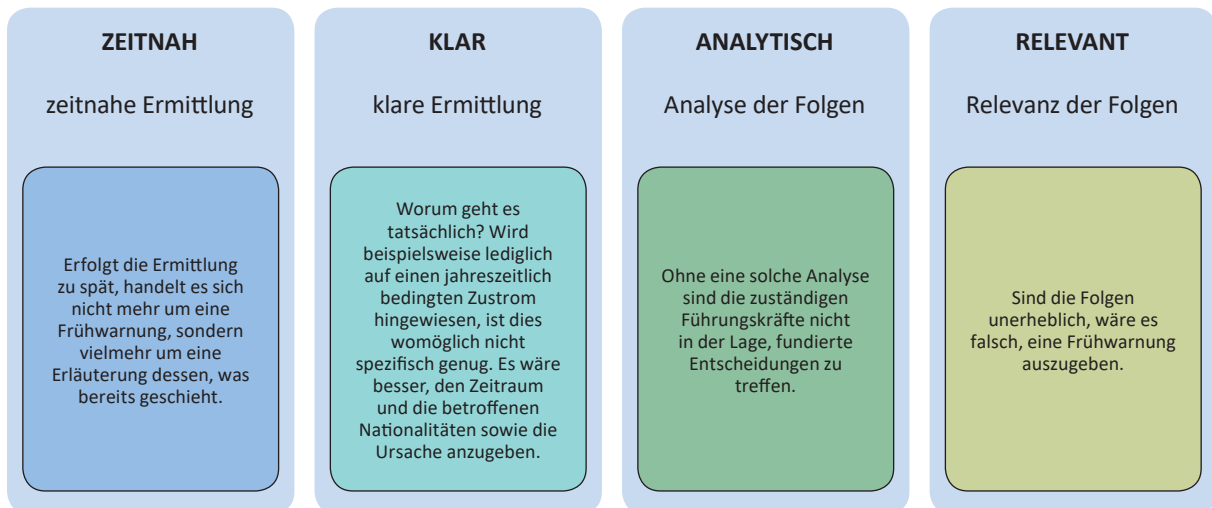 ZEITNAH
zeitnahe Ermittlung
Erfolgt die Ermittlung
zu spät, handelt es sich
nicht mehr um eine
Frühwarnung, sondern
vielmehr um eine
Erläuterung dessen, was
bereits geschieht.
KLAR
klare Ermittlung
Worum geht es
tatsächlich? Wird
beispielsweise lediglich
auf einen jahreszeitlich
bedingten Zustrom
hingewiesen, ist dies
womöglich nicht
spezifisch genug. Es wäre
besser, den Zeitraum
und die betroffenen
Nationalitäten sowie die
Ursache anzugeben.
ANALYTISCH
Analyse der Folgen
Ohne eine solche Analyse
sind die zuständigen
Führungskräfte nicht
in der Lage, fundierte
Entscheidungen zu
treffen.
RELEVANT
Relevanz der Folgen
Sind die Folgen
unerheblich, wäre es
falsch, eine Frühwarnung
auszugeben.